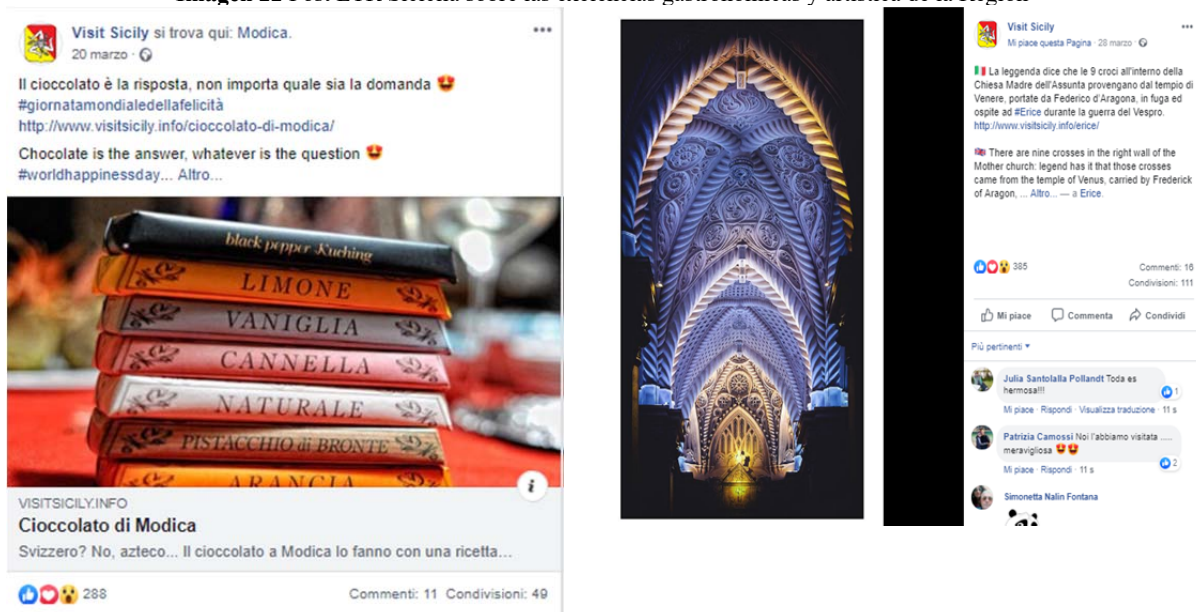 Visit Sicily si trova qui: Modica.
20 marzo
Il cioccolato è la risposta, non importa quale sia la domanda
#giornatamondialedellafelicità
http://www.visitsicily.info/cioccolato-di-modica/
Chocolate is the answer, whatever is the question
#worldhappinessday... Altro...
black pepper Kuching
LIMONE
VANIGLIA
CANNELLA
NATURALE
PISTACCHIO di BRONTE
ARANCIA
VISITSICILY.INFO
Cioccolato di Modica
Svizzero? No, azteco... Il cioccolato a Modica lo fanno con una ricetta...
288
Commenti: 11 Condivisioni: 49
Visit Sicily
Mi piace questa Pagina · 28 marzo
La leggenda dice che le 9 croci all'interno della
Chiesa Madre dell'Assunta provengano dal tempio di
Venere, portate da Federico d'Aragona, in fuga ed
ospite ad #Erice durante la guerra del Vespro.
http://www.visitsicily.info/erice/
There are nine crosses in the right wall of the
Mother church: legend has it that those crosses
came from the temple of Venus, carried by Frederick
of Aragon, ... Altro... — a Erice.
385
Commenti: 16
Condivisioni: 111
Mi piace Commenta Condividi
Più pertinenti
Julia Santolalla Pollandt Toda es
hermosa!!!
1
Mi piace · Rispondi · Visualizza traduzione · 11 s
Patrizia Camossi Noi l'abbiamo visitata .....
meravigliosa
2
Mi piace · Rispondi · 11 s
Simonetta Nalin Fontana